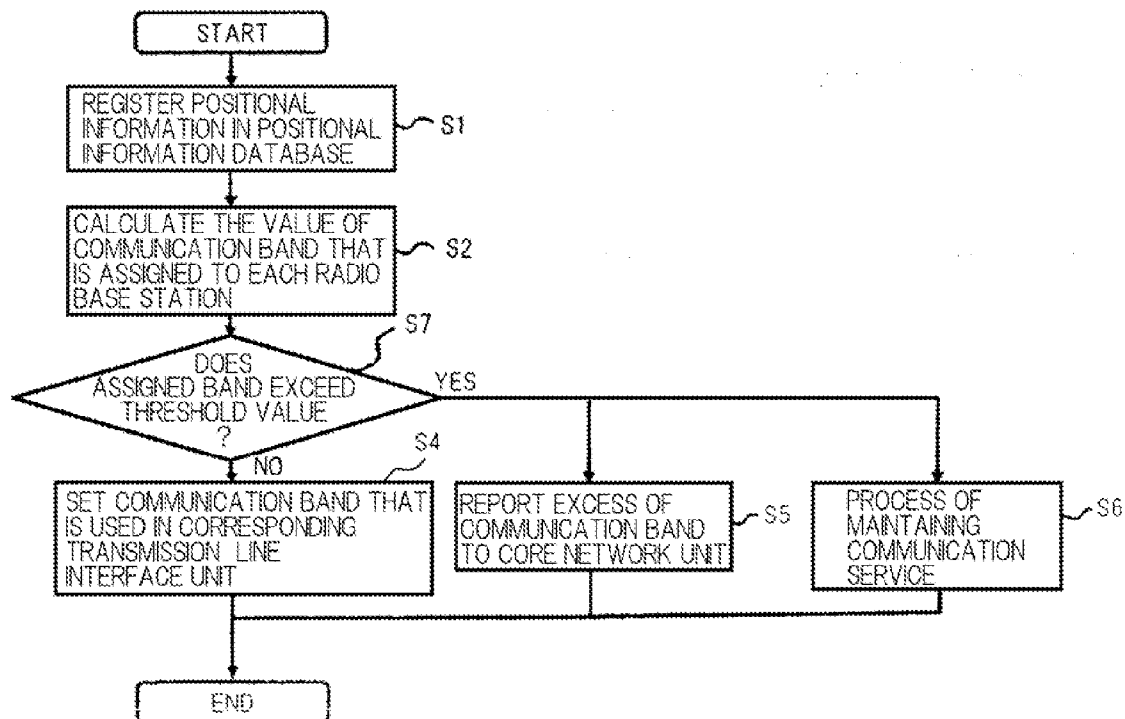 START
REGISTER POSITIONAL
INFORMATION IN POSITIONAL
INFORMATION DATABASE
S1
CALCULATE THE VALUE OF
COMMUNICATION BAND THAT
IS ASSIGNED TO EACH RADIO
BASE STATION
S2
S7
DOES
ASSIGNED BAND EXCEED
THRESHOLD VALUE
?
YES
NO
S4
SET COMMUNICATION BAND THAT
IS USED IN CORRESPONDING
TRANSMISSION LINE
INTERFACE UNIT
REPORT EXCESS OF
COMMUNICATION BAND
TO CORE NETWORK UNIT
S5
PROCESS OF
MAINTAINING
COMMUNICATION
SERVICE
S6
END